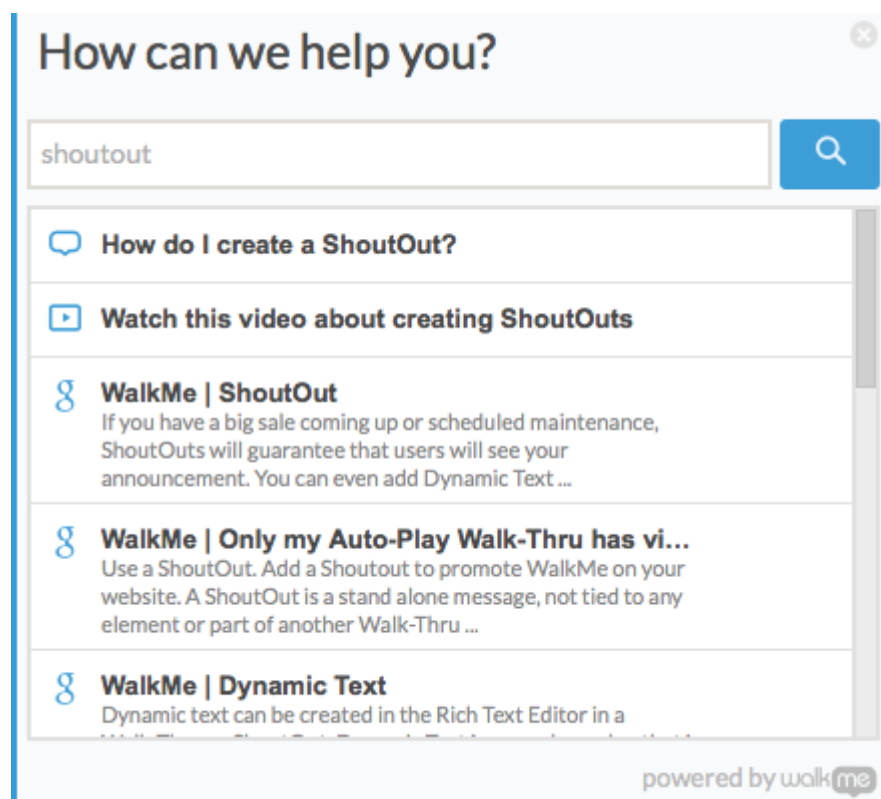 How can we help you?
shoutout
How do I create a ShoutOut?
Watch this video about creating ShoutOuts
WalkMe | ShoutOut
If you have a big sale coming up or scheduled maintenance,
ShoutOuts will guarantee that users will see your
announcement. You can even add Dynamic Text ...
WalkMe | Only my Auto-Play Walk-Thru has vi...
Use a ShoutOut. Add a Shoutout to promote WalkMe on your
website. A ShoutOut is a stand alone message, not tied to any
element or part of another Walk-Thru ...
WalkMe | Dynamic Text
Dynamic text can be created in the Rich Text Editor in a
powered by walkme